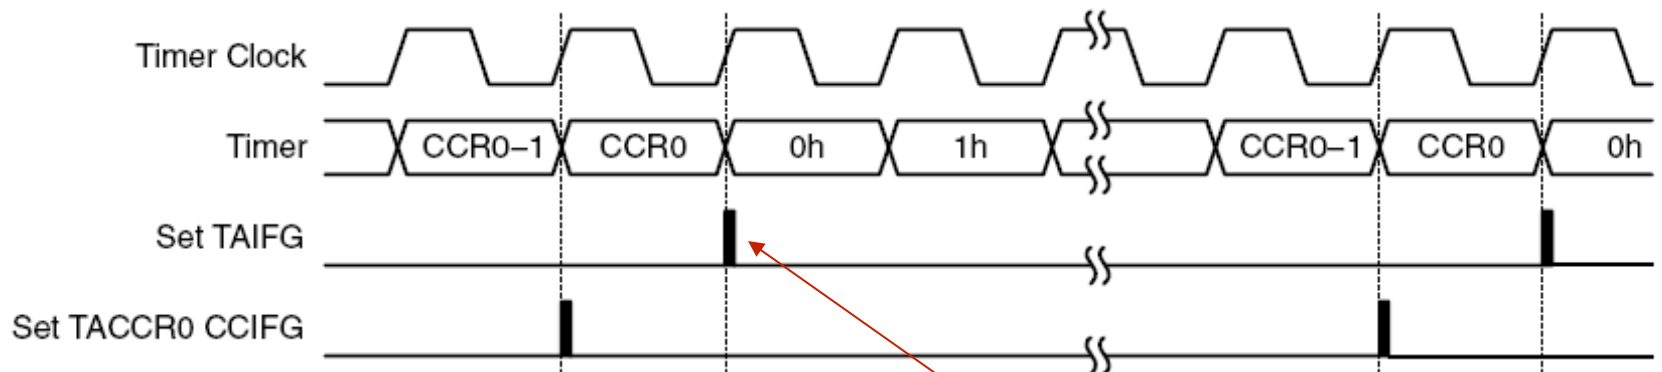 Timer Clock
Timer CCR0–1 CCR0 0h 1h CCR0–1 CCR0 0h
Set TAIFG
Set TACCR0 CCIFG